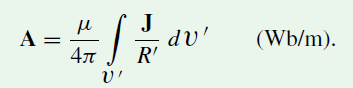 A = μ/4π ∫υ′ J/R′ dυ′ (Wb/m).